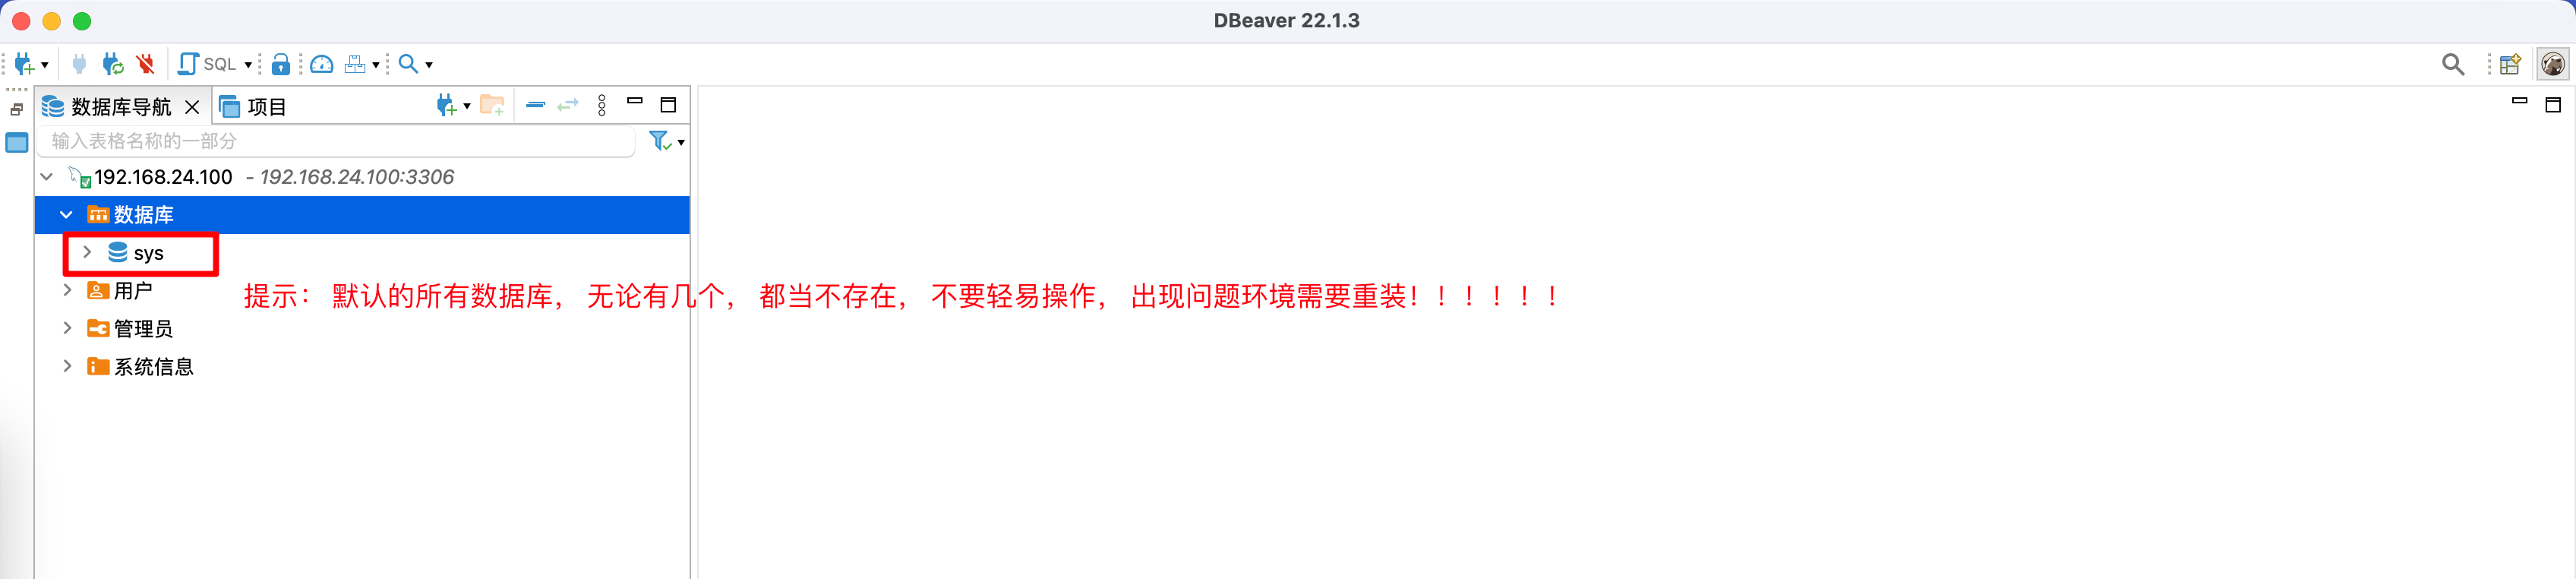 DBeaver 22.1.3
SQL
数据库导航
项目
输入表格名称的一部分
192.168.24.100 - 192.168.24.100:3306
数据库
sys
用户
提示： 默认的所有数据库， 无论有几个， 都当不存在， 不要轻易操作， 出现问题环境需要重装！！！！！！
管理员
系统信息